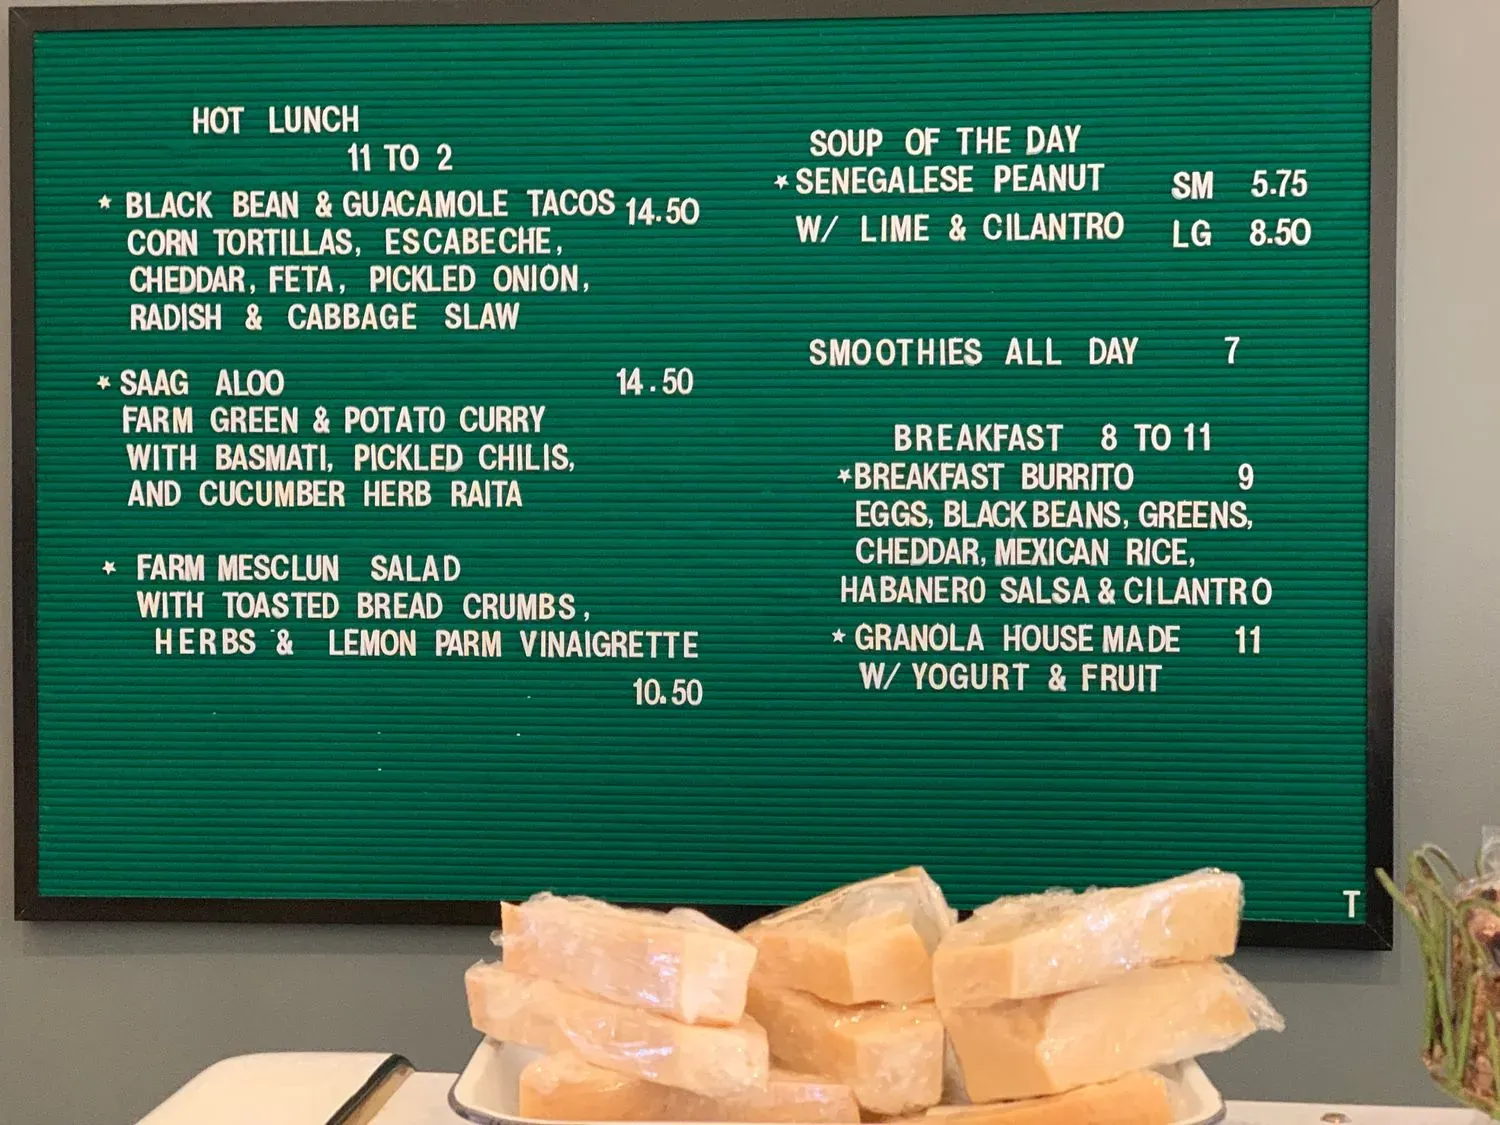 HOT LUNCH
11 TO 2
* BLACK BEAN & GUACAMOLE TACOS 14.50
CORN TORTILLAS, ESCABECHE,
CHEDDAR, FETA, PICKLED ONION,
RADISH & CABBAGE SLAW
* SAAG ALOO 14.50
FARM GREEN & POTATO CURRY
WITH BASMATI, PICKLED CHILIS,
AND CUCUMBER HERB RAITA
* FARM MESCLUN SALAD
WITH TOASTED BREAD CRUMBS,
HERBS & LEMON PARM VINAIGRETTE
10.50
SOUP OF THE DAY
* SENEGALESE PEANUT SM 5.75
W/ LIME & CILANTRO LG 8.50
SMOOTHIES ALL DAY 7
BREAKFAST 8 TO 11
* BREAKFAST BURRITO 9
EGGS, BLACK BEANS, GREENS,
CHEDDAR, MEXICAN RICE,
HABANERO SALSA & CILANTRO
* GRANOLA HOUSE MADE 11
W/ YOGURT & FRUIT
T